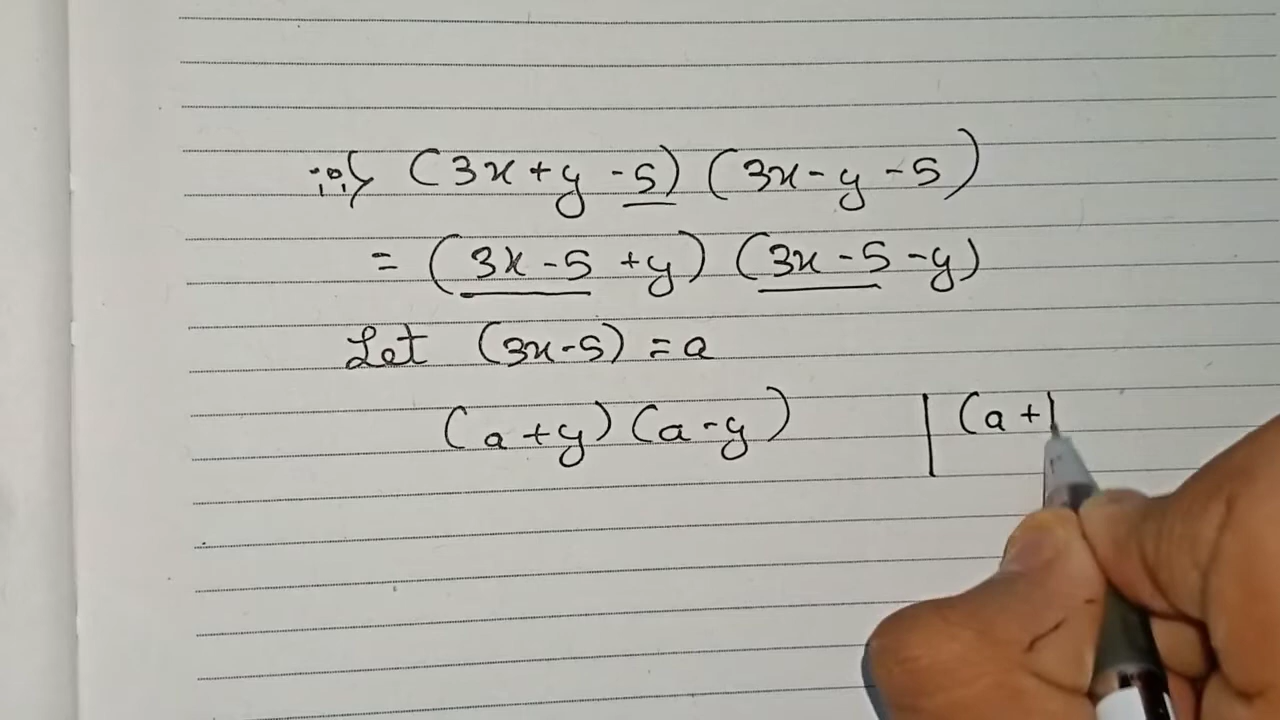 iii) (3x+y-5) (3x-y-5)
= (3x-5+y) (3x-5-y)
Let (3x-5) = a
(a+y) (a-y) | (a+